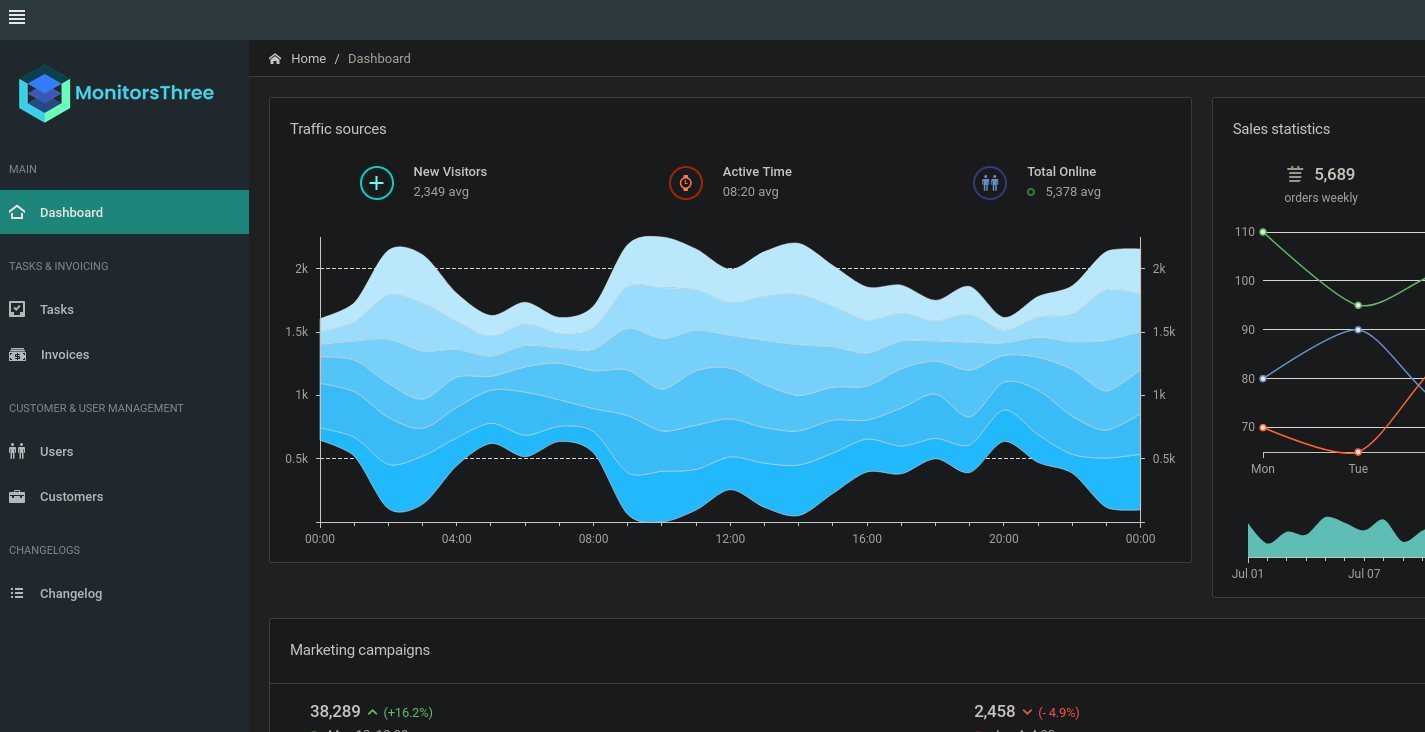 Home / Dashboard
MonitorsThree
MAIN
Dashboard
TASKS & INVOICING
Tasks
Invoices
CUSTOMER & USER MANAGEMENT
Users
Customers
CHANGELOGS
Changelog
Traffic sources
New Visitors
2,349 avg
Active Time
08:20 avg
Total Online
5,378 avg
2k 2k
1.5k 1.5k
1k 1k
0.5k 0.5k
00:00 04:00 08:00 12:00 16:00 20:00 00:00
Sales statistics
5,689
orders weekly
110
100
90
80
70
Mon Tue
Jul 01 Jul 07
Marketing campaigns
38,289 (+16.2%)
2,458 (- 4.9%)